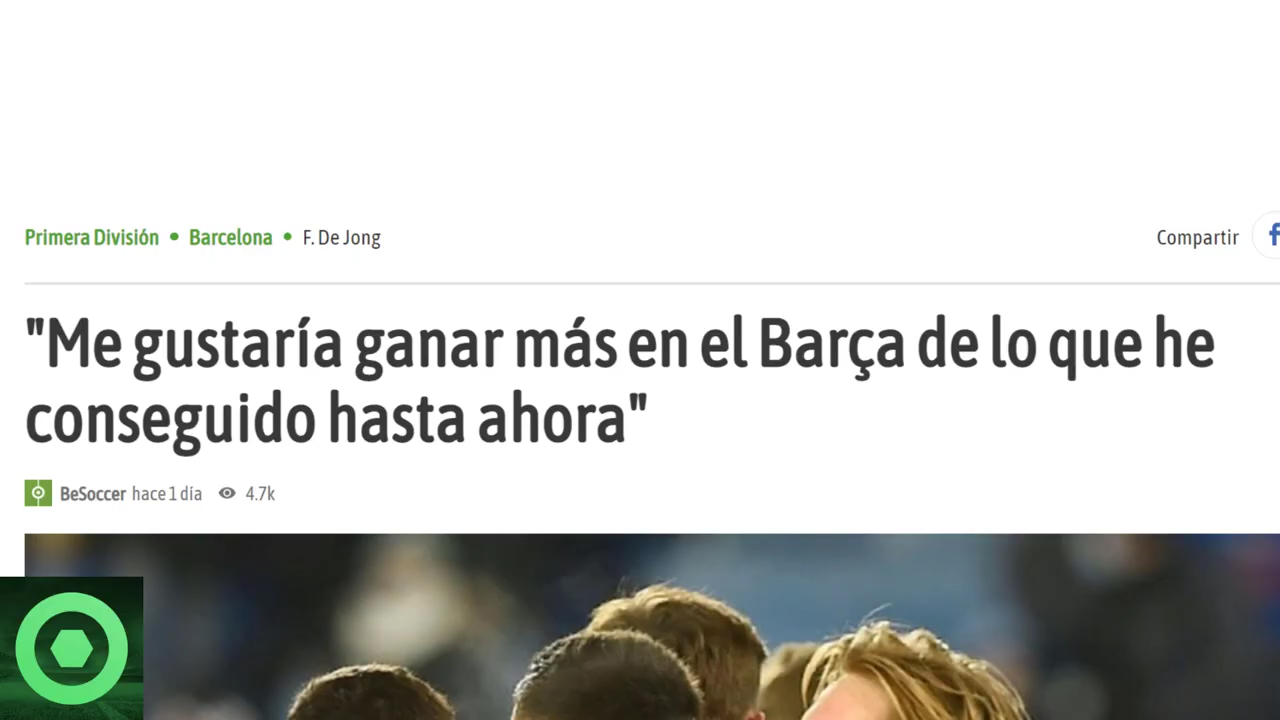 Primera División • Barcelona • F. De Jong
Compartir
"Me gustaría ganar más en el Barça de lo que he
conseguido hasta ahora"
BeSoccer hace 1 día 4.7k